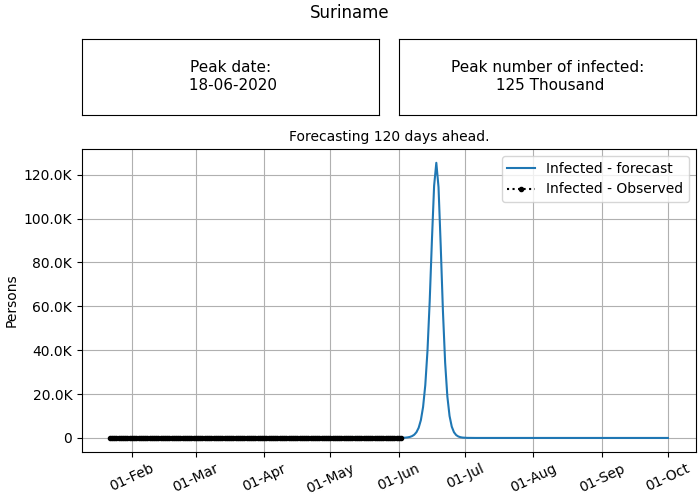 Suriname
Peak date:
18-06-2020
Peak number of infected:
125 Thousand
Forecasting 120 days ahead.
Infected - forecast
Infected - Observed
Persons
120.0K
100.0K
80.0K
60.0K
40.0K
20.0K
0
01-Feb 01-Mar 01-Apr 01-May 01-Jun 01-Jul 01-Aug 01-Sep 01-Oct